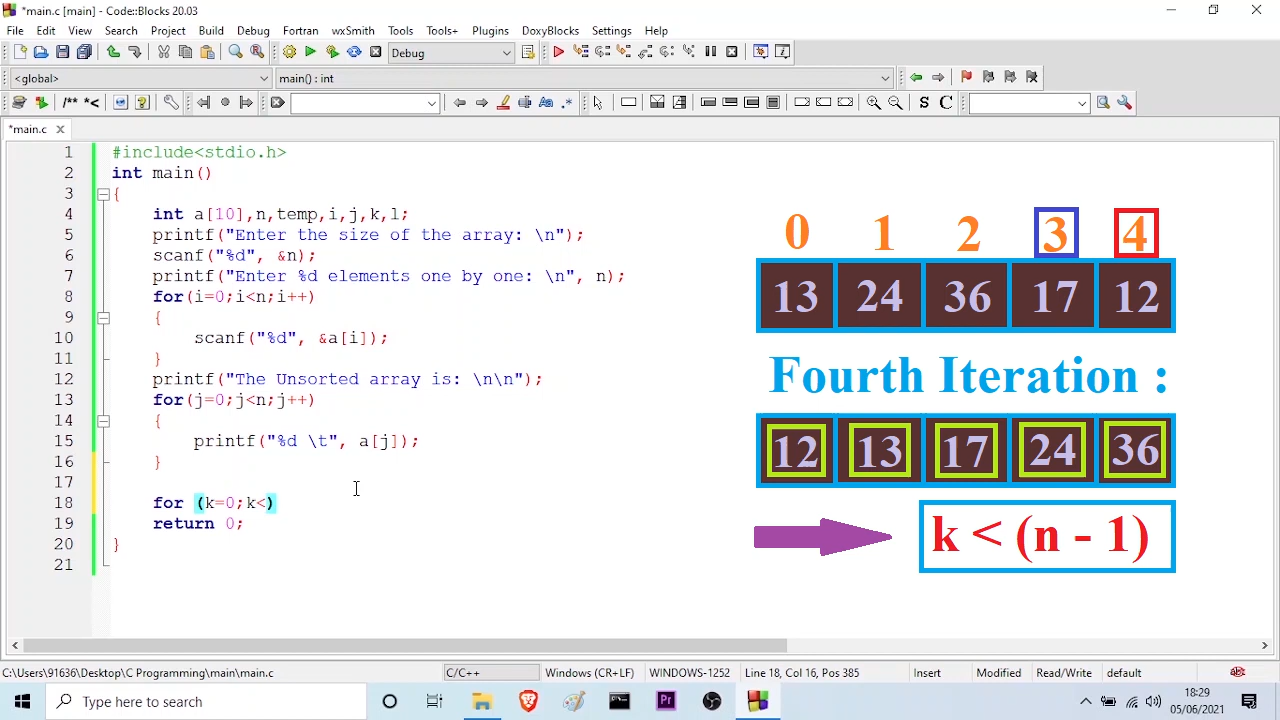 *main.c [main] - Code::Blocks 20.03
File Edit View Search Project Build Debug Fortran wxSmith Tools Tools+ Plugins DoxyBlocks Settings Help
Debug
<global> main() : int
/** *< Aa .* S C
*main.c
1 #include<stdio.h>
2 int main()
3 {
4 int a[10],n,temp,i,j,k,l;
5 printf("Enter the size of the array: \n");
6 scanf("%d", &n);
7 printf("Enter %d elements one by one: \n", n);
8 for(i=0;i<n;i++)
9 {
10 scanf("%d", &a[i]);
11 }
12 printf("The Unsorted array is: \n\n");
13 for(j=0;j<n;j++)
14 {
15 printf("%d \t", a[j]);
16 }
17
18 for (k=0;k<)
19 return 0;
20 }
21
0 1 2 3 4
13 24 36 17 12
Fourth Iteration :
12 13 17 24 36
k < (n - 1)
C:\Users\91636\Desktop\C Programming\main\main.c C/C++ Windows (CR+LF) WINDOWS-1252 Line 18, Col 16, Pos 385 Insert Modified Read/Write default
Type here to search
Pr
18:29
05/06/2021